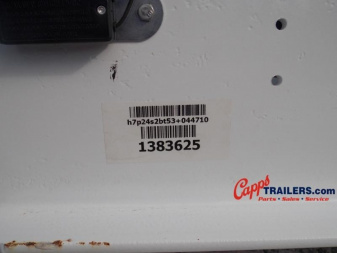 h7p24s2bt53+044710
1383625
Capps
TRAILERS.com
Parts • Sales • Service